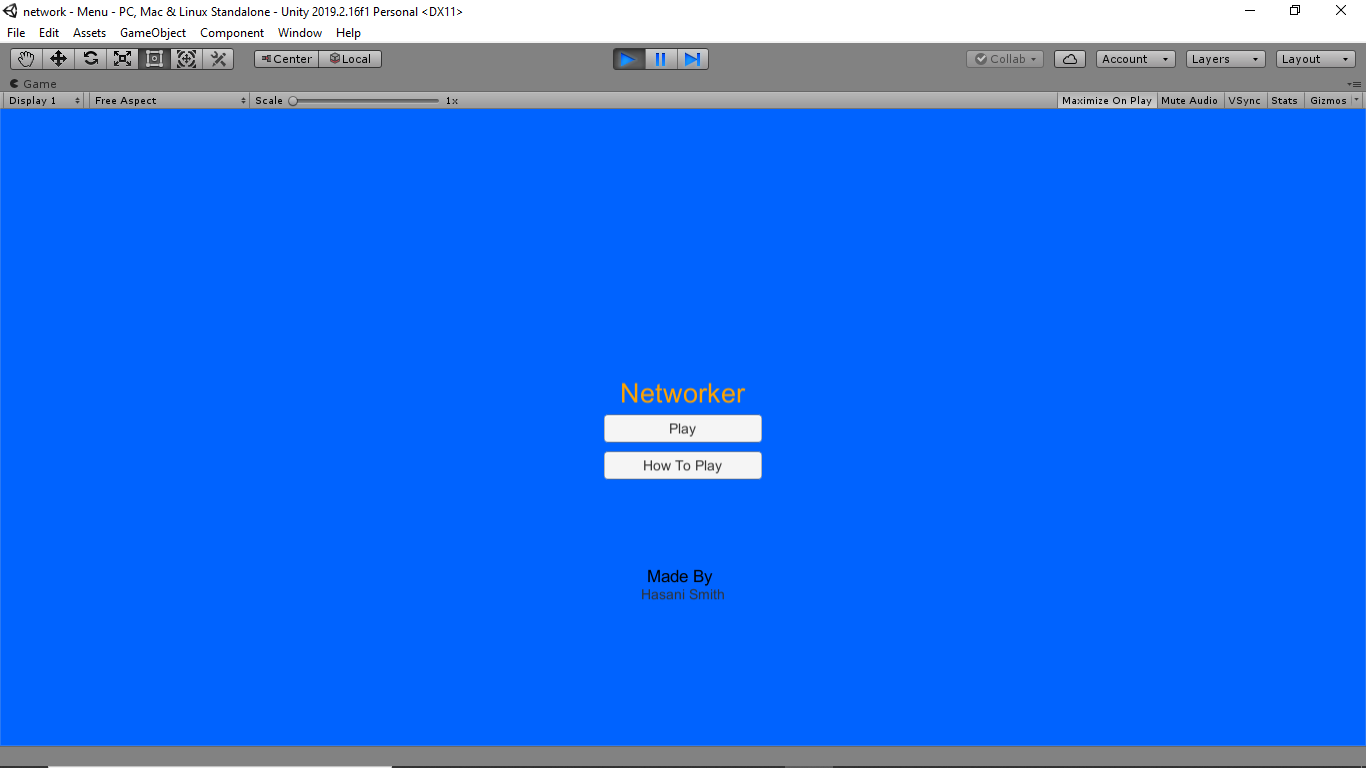 network - Menu - PC, Mac & Linux Standalone - Unity 2019.2.16f1 Personal <DX11>
File Edit Assets GameObject Component Window Help
Center Local Collab Account Layers Layout
Game
Display 1 Free Aspect Scale 1x Maximize On Play Mute Audio VSync Stats Gizmos
Networker
Play
How To Play
Made By
Hasani Smith